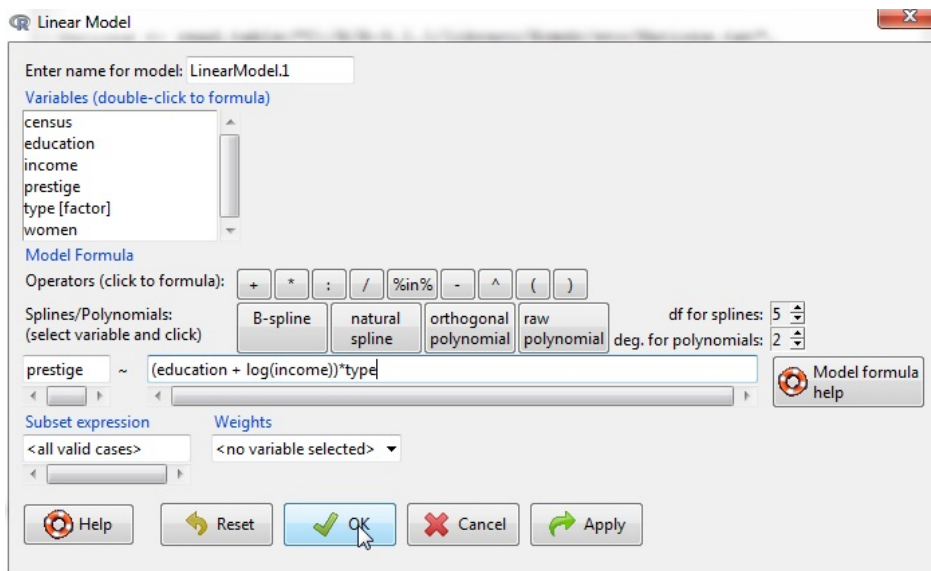 Linear Model
Enter name for model: LinearModel.1
Variables (double-click to formula)
census
education
income
prestige
type [factor]
women
Model Formula
Operators (click to formula): + * : / %in% - ^ ( )
Splines/Polynomials:
(select variable and click)
B-spline
natural
spline
orthogonal
polynomial
raw
polynomial
df for splines: 5
deg. for polynomials: 2
prestige ~ (education + log(income))*type
Model formula
help
Subset expression Weights
<all valid cases> <no variable selected>
Help Reset OK Cancel Apply